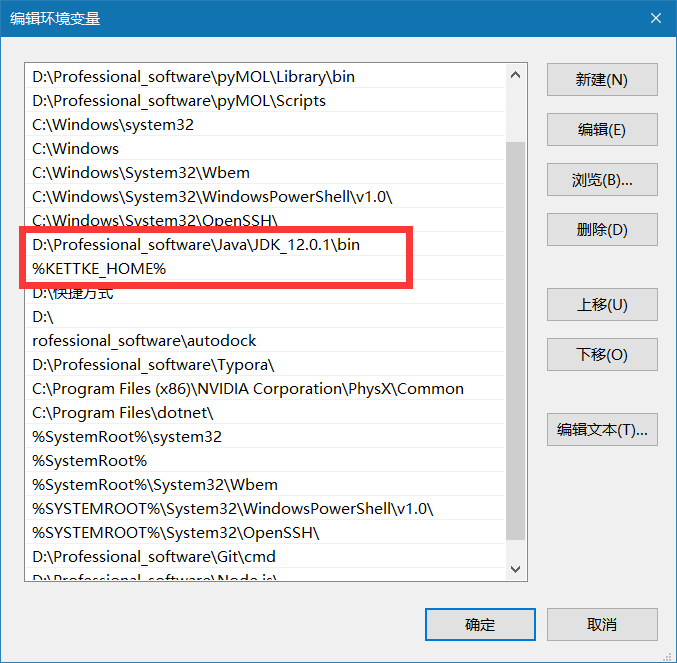 编辑环境变量
D:\Professional_software\pyMOL\Library\bin
D:\Professional_software\pyMOL\Scripts
C:\Windows\system32
C:\Windows
C:\Windows\System32\Wbem
C:\Windows\System32\WindowsPowerShell\v1.0\
C:\Windows\System32\OpenSSH\
D:\Professional_software\Java\JDK_12.0.1\bin
%KETTKE_HOME%
D:\快捷方式
D:\
rofessional_software\autodock
D:\Professional_software\Typora\
C:\Program Files (x86)\NVIDIA Corporation\PhysX\Common
C:\Program Files\dotnet\
%SystemRoot%\system32
%SystemRoot%
%SystemRoot%\System32\Wbem
%SYSTEMROOT%\System32\WindowsPowerShell\v1.0\
%SYSTEMROOT%\System32\OpenSSH\
D:\Professional_software\Git\cmd
D:\Professional_software\Node.js\
新建(N)
编辑(E)
浏览(B)...
删除(D)
上移(U)
下移(O)
编辑文本(T)...
确定
取消